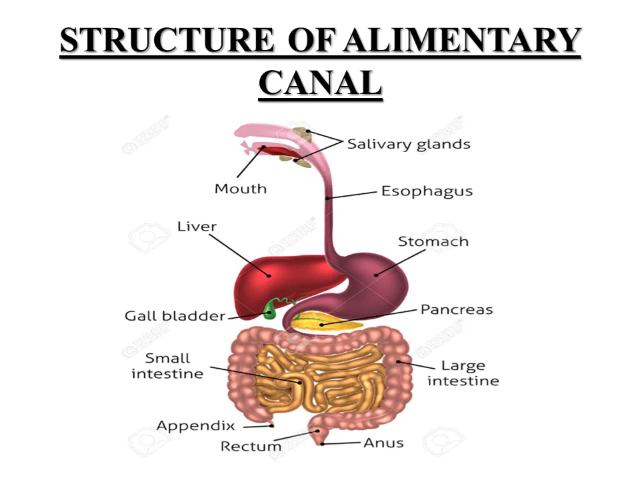 STRUCTURE OF ALIMENTARY
CANAL
Salivary glands
Mouth
Esophagus
Liver
Stomach
Gall bladder
Pancreas
Small
intestine
Large
intestine
Appendix
Rectum
Anus